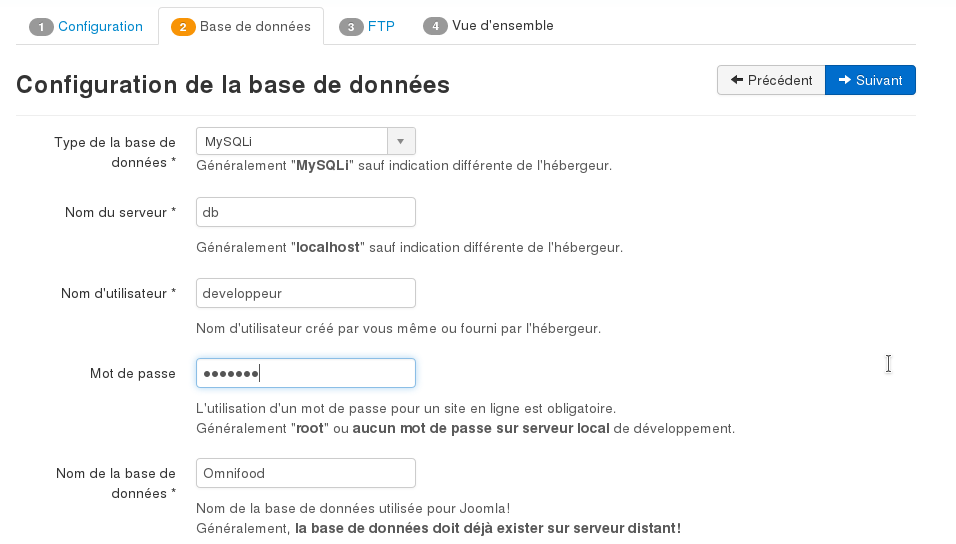 1 Configuration 2 Base de données 3 FTP 4 Vue d'ensemble
Configuration de la base de données
Précédent Suivant
Type de la base de
données *
MySQLi
Généralement "MySQLi" sauf indication différente de l'hébergeur.
Nom du serveur *
db
Généralement "localhost" sauf indication différente de l'hébergeur.
Nom d'utilisateur *
developpeur
Nom d'utilisateur créé par vous même ou fourni par l'hébergeur.
Mot de passe
•••••••
L'utilisation d'un mot de passe pour un site en ligne est obligatoire.
Généralement "root" ou aucun mot de passe sur serveur local de développement.
Nom de la base de
données *
Omnifood
Nom de la base de données utilisée pour Joomla!
Généralement, la base de données doit déjà exister sur serveur distant!